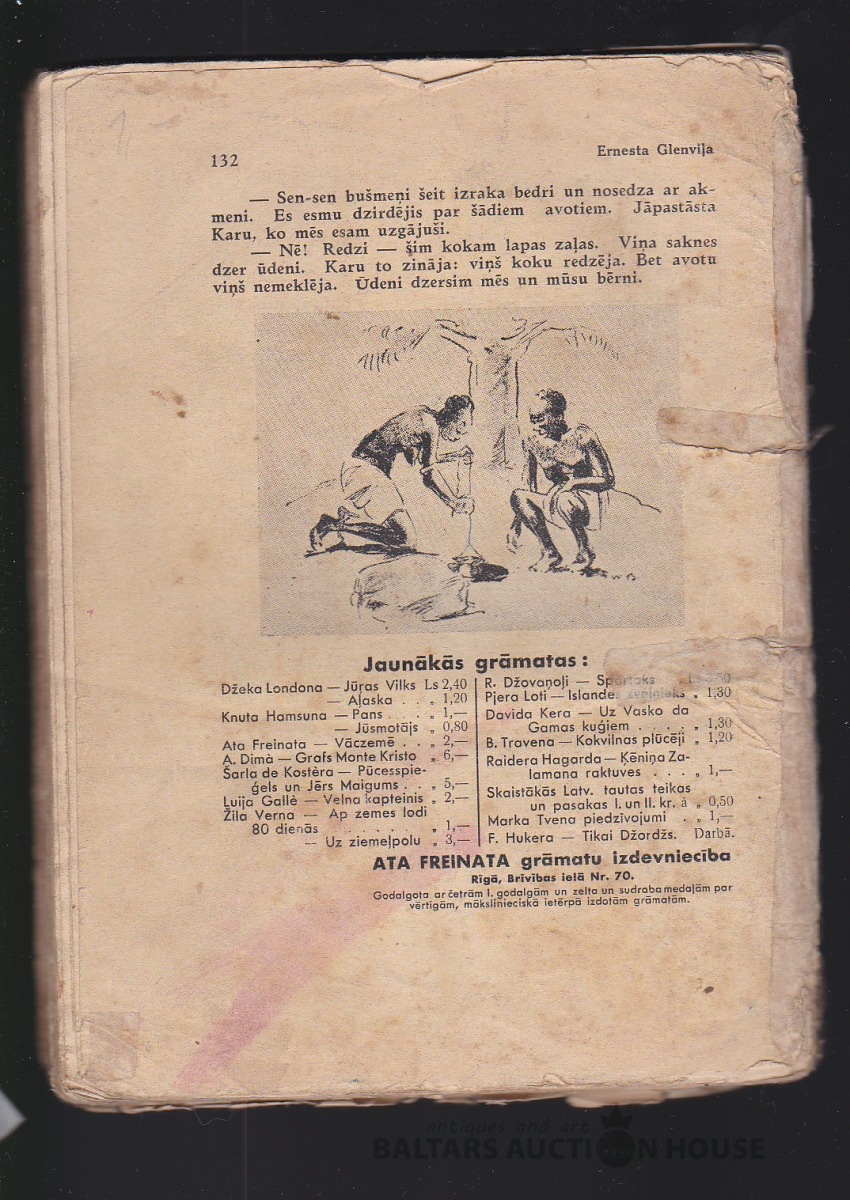 132
Ernesta Glenviļa
— Sen-sen bušmeņi šeit izraka bedri un nosedza ar ak-
meni. Es esmu dzirdējis par šādiem avotiem. Jāpastāsta
Karu, ko mēs esam uzgājuši.
— Nē! Redzi — šim kokam lapas zaļas. Viņa saknes
dzer ūdeni. Karu to zināja: viņš koku redzēja. Bet avotu
viņš nemeklēja. Ūdeni dzersim mēs un mūsu bērni.
Jaunākās grāmatas:
Džeka Londona — Jūras Vilks Ls 2,40
— Aļaska . . „ 1,20
Knuta Hamsuna — Pans . . . . „ 1,—
— Jūsmotājs „ 0,80
Ata Freinata — Vāczemē . . „ 2,—
A. Dimà — Grafs Monte Kristo „ 6,—
Šarla de Kostèra — Pūcesspie-
ģels un Jērs Maigums . . „ 5,—
Luija Gallè — Velna kapteinis „ 2,—
Žila Verna — Ap zemes lodi
80 dienās . . . . . . . „ 1,—
— Uz ziemeļpolu „ 3,—
R. Džovaņoļi — Spartaks
Pjera Loti — Islandes zvejnieks „ 1,30
Davida Kera — Uz Vasko da
Gamas kuģiem . . . . . „ 1,30
B. Travena — Kokvilnas plūcēji „ 1,20
Raidera Hagarda — Ķēniņa Za-
lamana raktuves . . . . „ 1,—
Skaistākās Latv. tautas teikas
un pasakas I. un II. kr. à „ 0,50
Marka Tvena piedzīvojumi . „ 1,—
F. Hukera — Tikai Džordžs. Darbā.
ATA FREINATA grāmatu izdevniecība
Rīgā, Brīvības ielā Nr. 70.
Godalgota ar četrām I. godalgām un zelta un sudraba medaļām par
vērtīgām, mākslinieciskā ietērpā izdotām grāmatām.
antiques and art
BALTARS AUCTION HOUSE